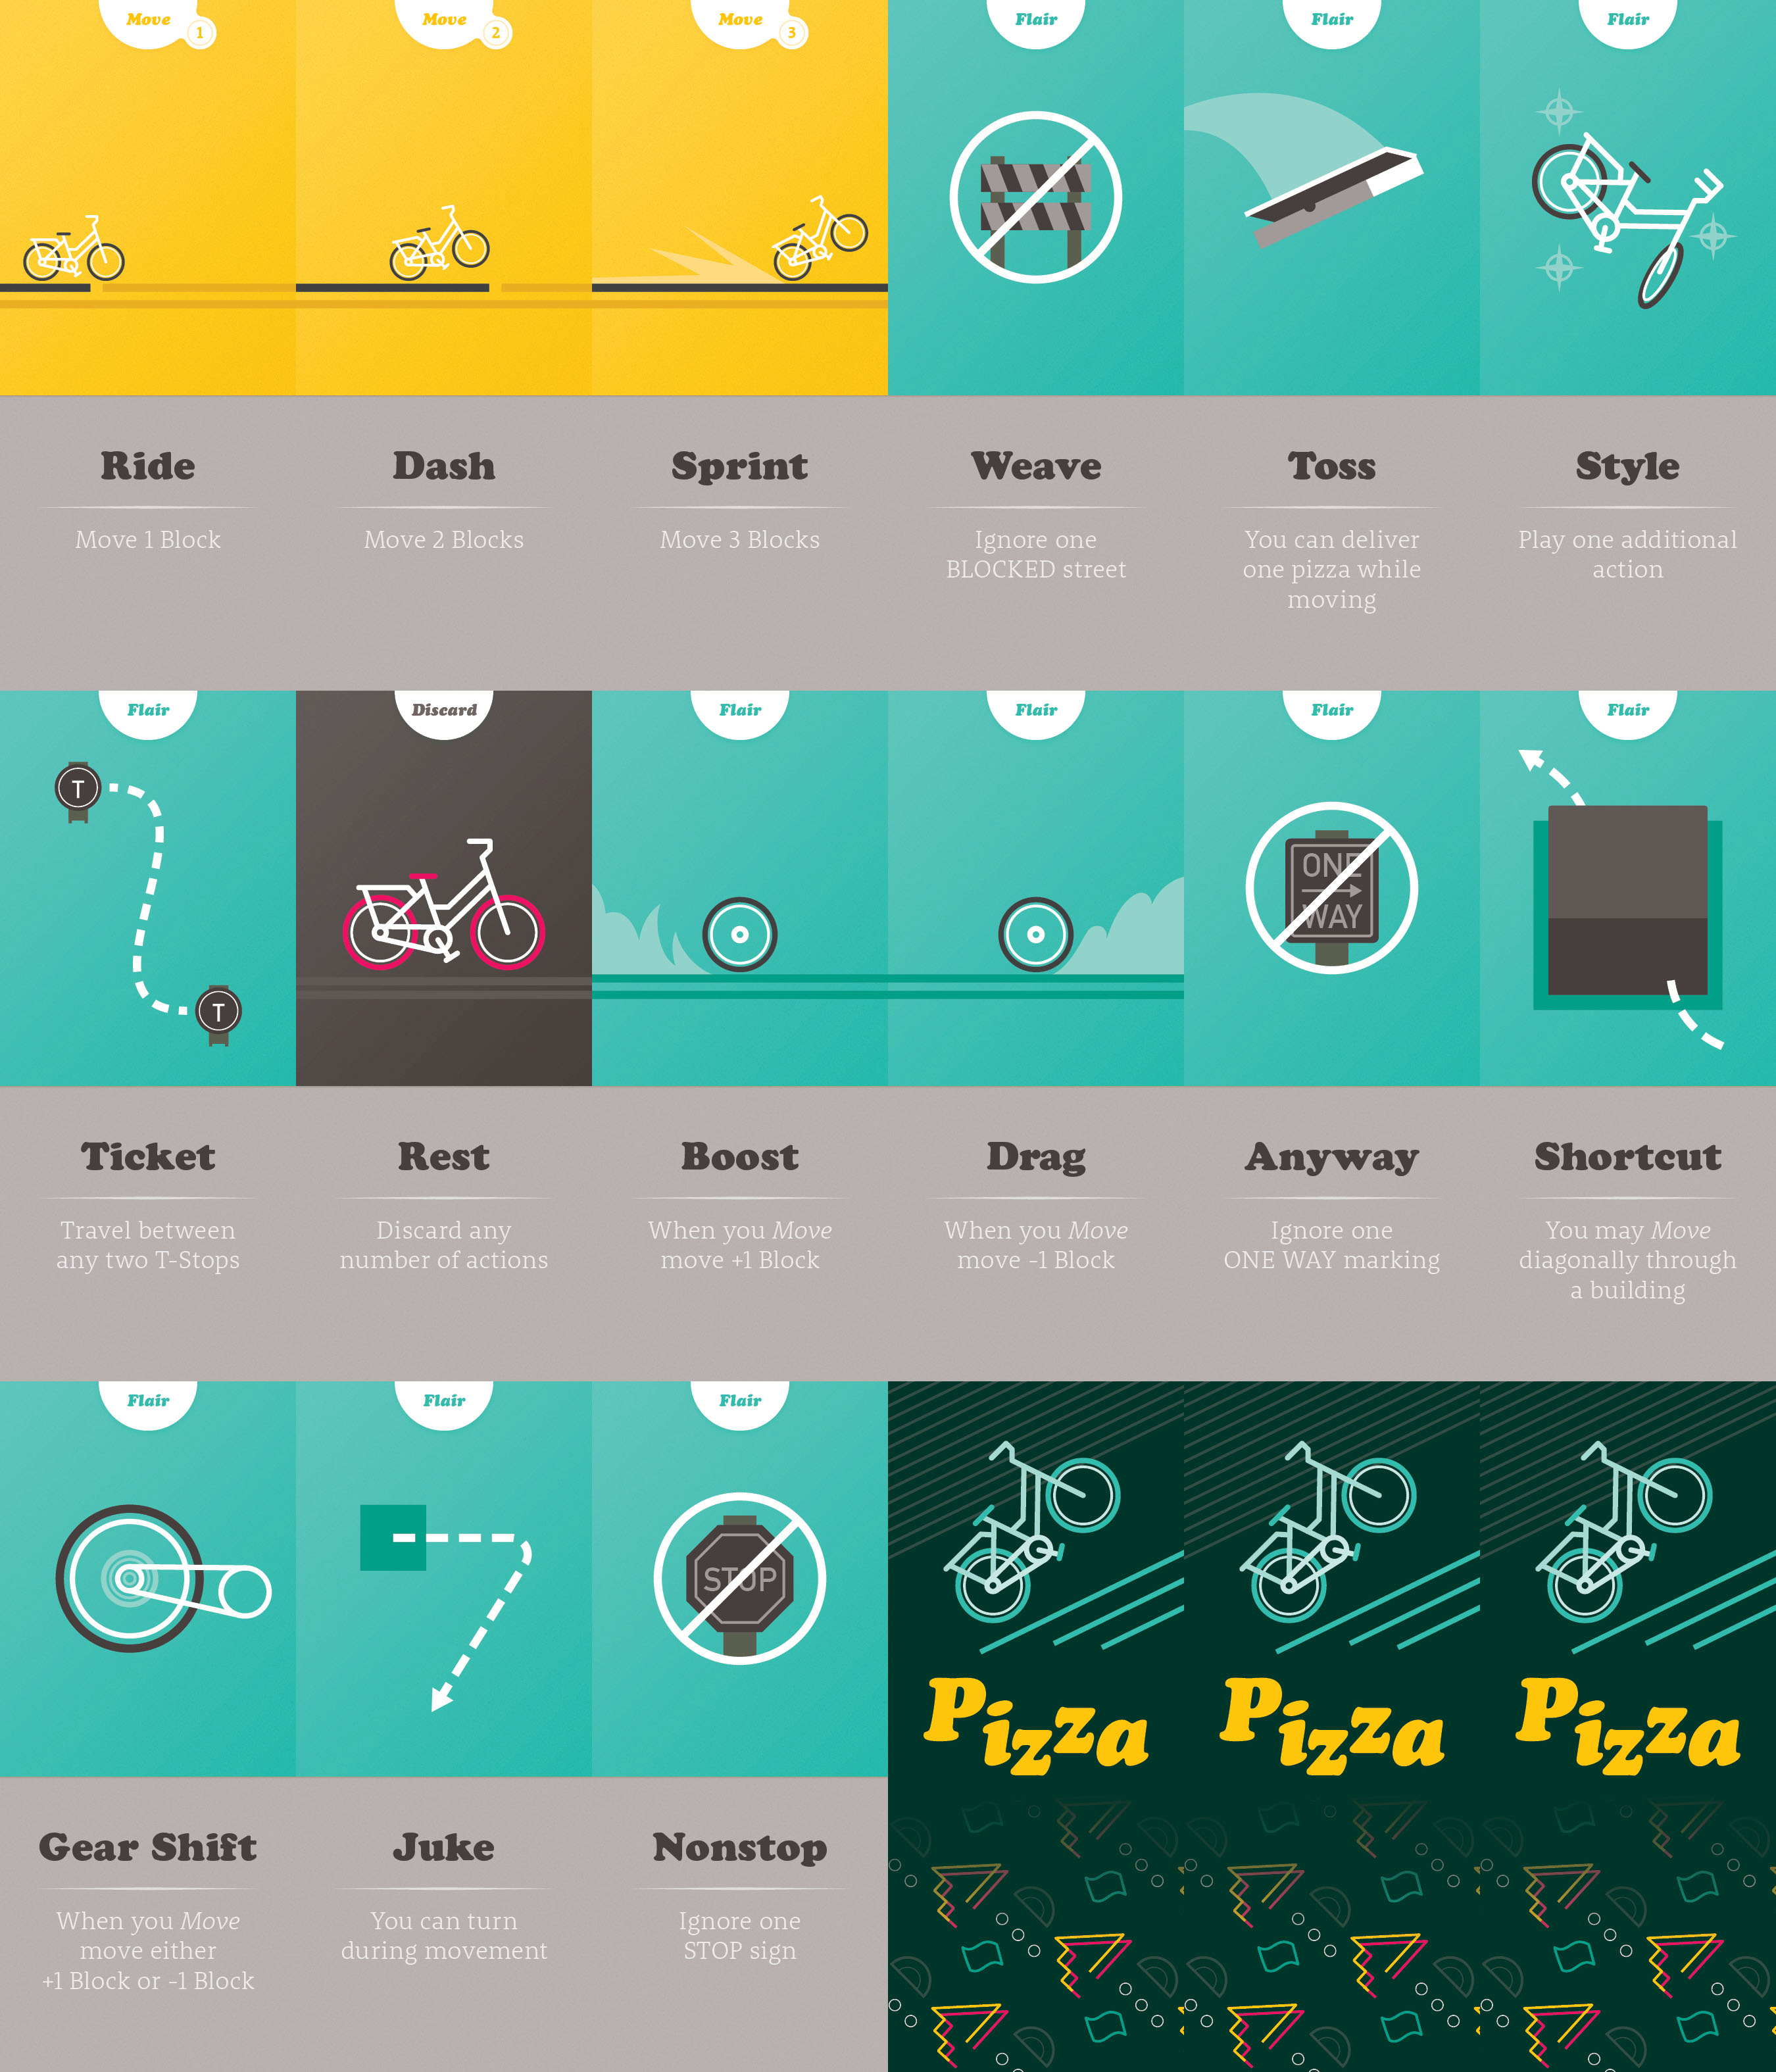 Move
1
Move
2
Move
3
Flair
Flair
Flair
Ride
Move 1 Block
Dash
Move 2 Blocks
Sprint
Move 3 Blocks
Weave
Ignore one
BLOCKED street
Toss
You can deliver
one pizza while
moving
Style
Play one additional
action
Flair
T
T
Discard
Flair
Flair
Flair
ONE
WAY
Flair
Ticket
Travel between
any two T-Stops
Rest
Discard any
number of actions
Boost
When you Move
move +1 Block
Drag
When you Move
move -1 Block
Anyway
Ignore one
ONE WAY marking
Shortcut
You may Move
diagonally through
a building
Flair
Flair
Flair
STOP
Pizza
Pizza
Pizza
Gear Shift
When you Move
move either
+1 Block or -1 Block
Juke
You can turn
during movement
Nonstop
Ignore one
STOP sign